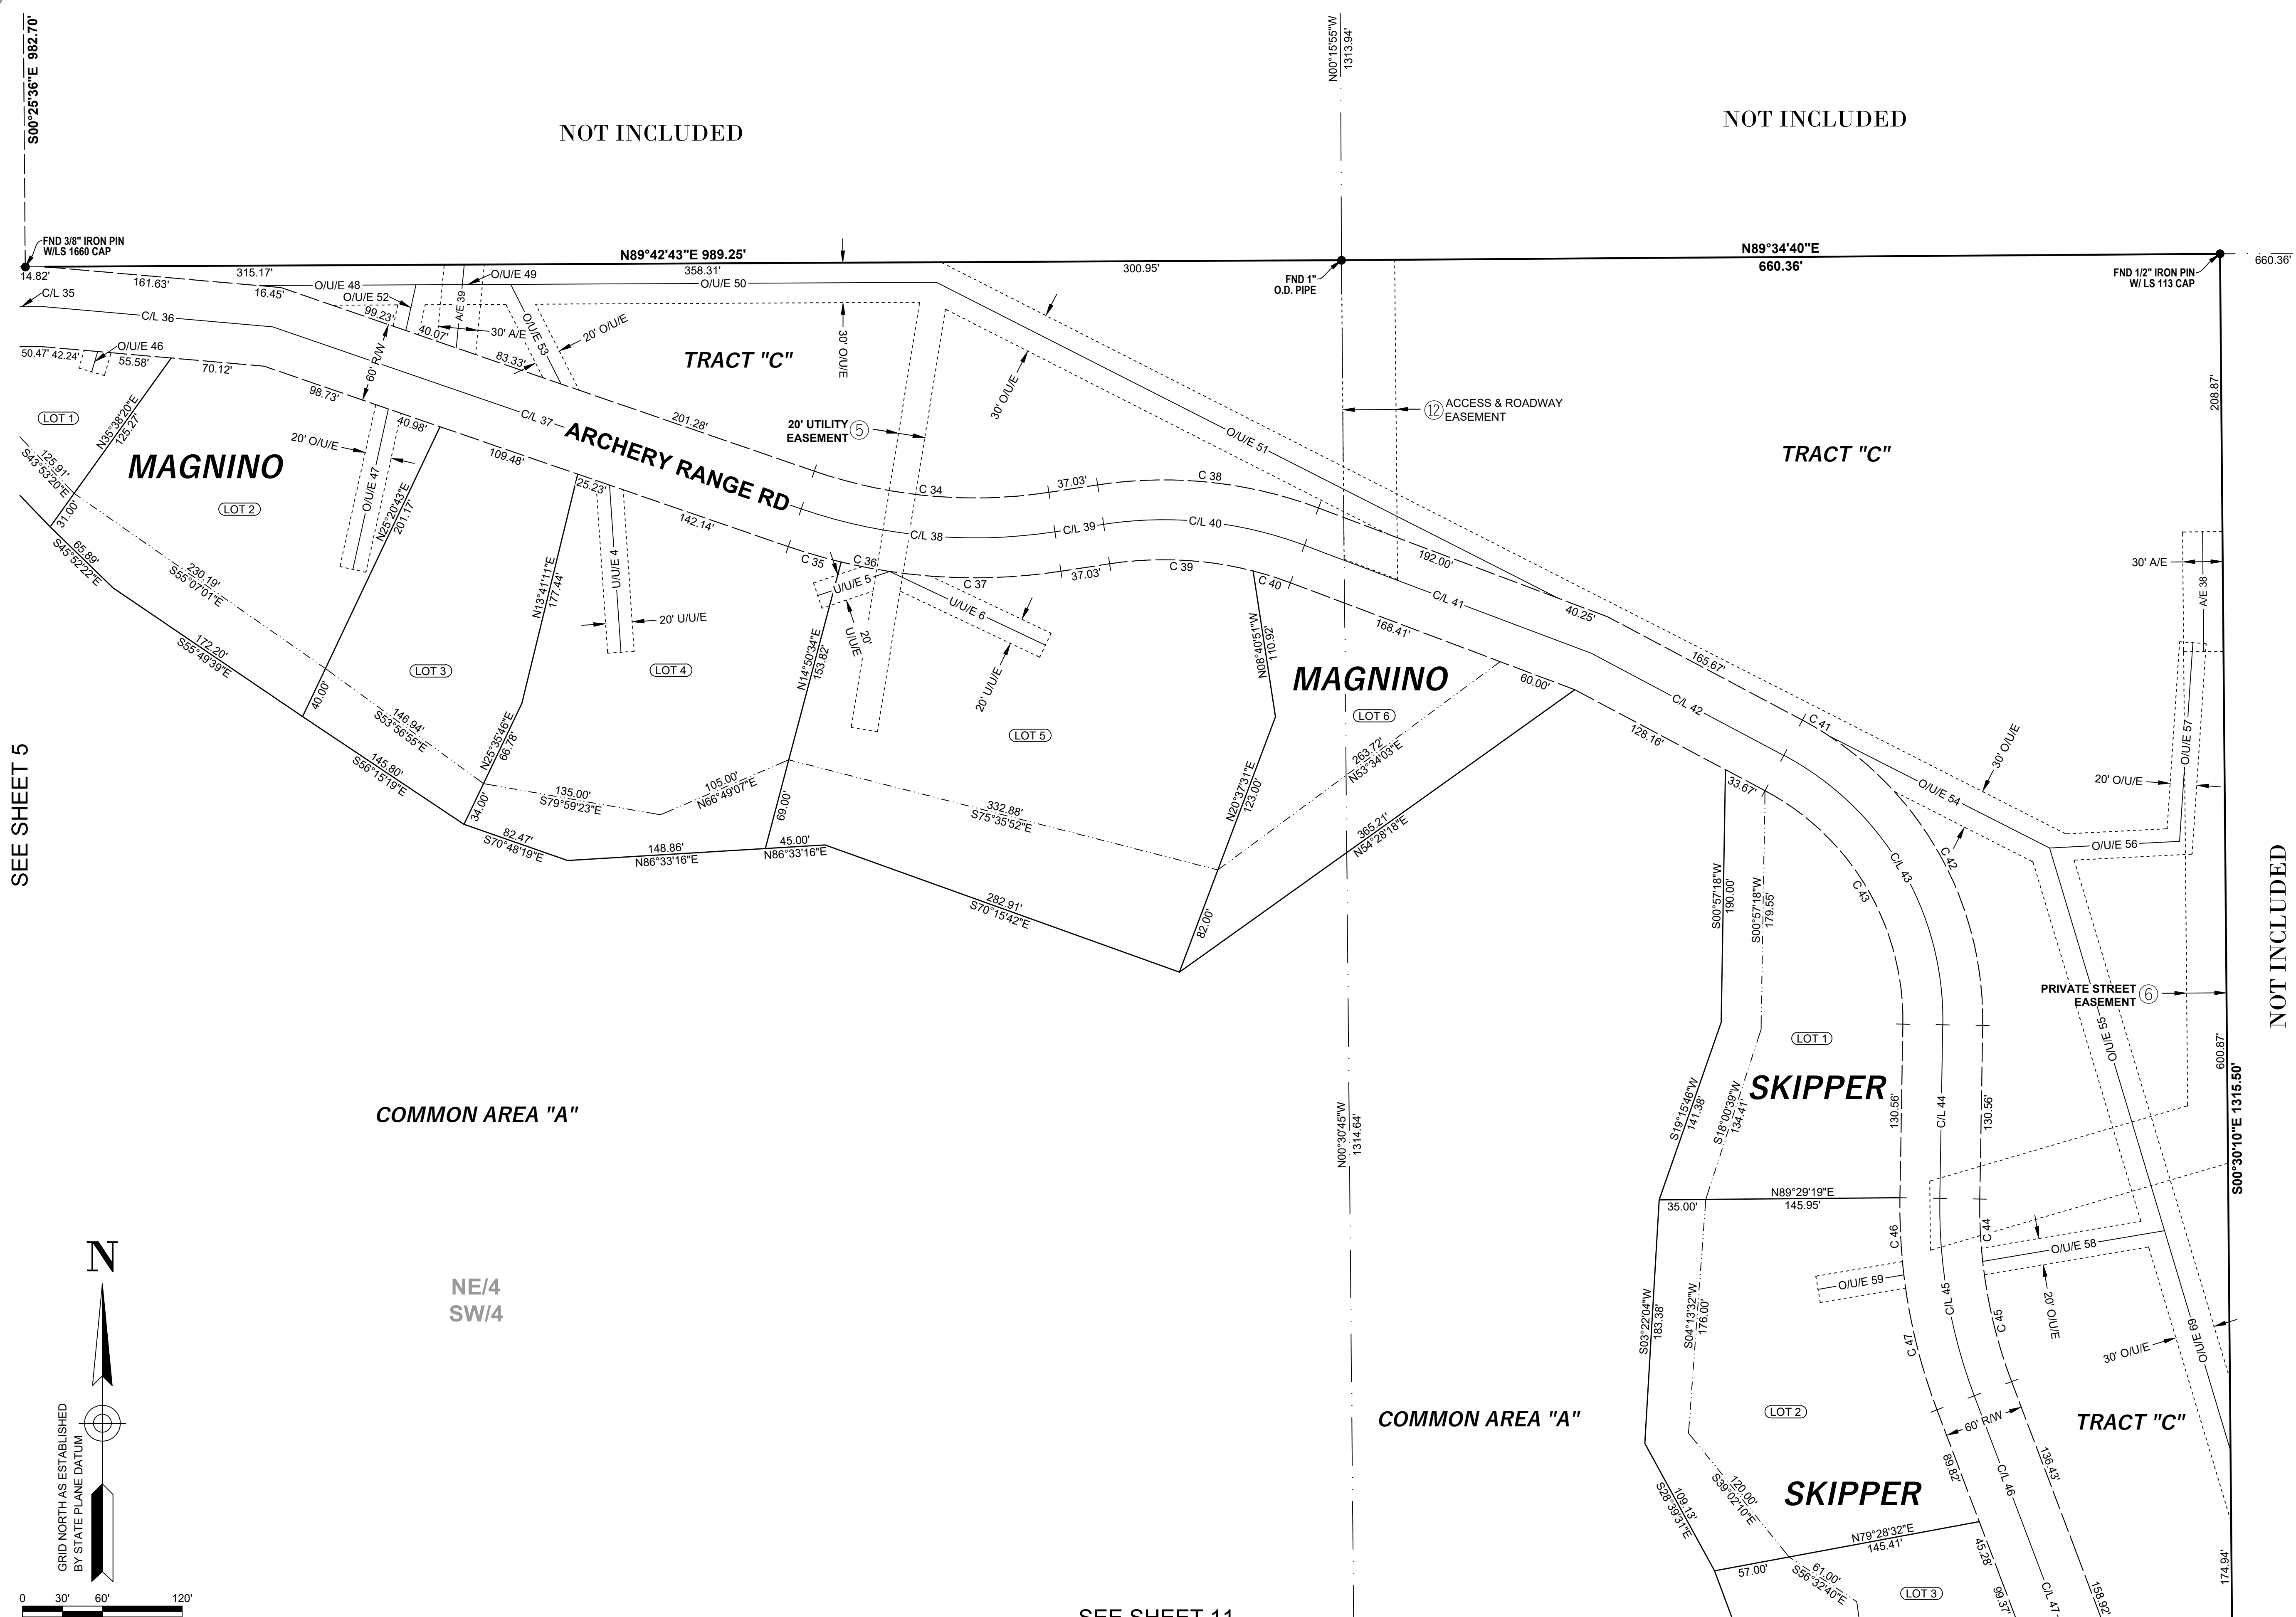 S00°25'36"E 982.70'
N00°15'55"W
1313.94'
NOT INCLUDED
NOT INCLUDED
FND 3/8" IRON PIN
W/LS 1660 CAP
N89°42'43"E 989.25'
N89°34'40"E
660.36'
660.36'
FND 1"
O.D. PIPE
FND 1/2" IRON PIN
W/ LS 113 CAP
14.82'
315.17'
358.31'
300.95'
161.63'
16.45'
O/U/E 48
O/U/E 49
O/U/E 50
O/U/E 52
C/L 35
C/L 36
99.23'
A/E 39
30' A/E
40.07'
O/U/E 53
20' O/U/E
83.33'
30' O/U/E
TRACT "C"
30' O/U/E
60' R/W
50.47'
42.24'
O/U/E 46
55.58'
70.12'
98.73'
40.98'
C/L 37
ARCHERY RANGE RD
201.28'
20' UTILITY
EASEMENT
5
12
ACCESS & ROADWAY
EASEMENT
O/U/E 51
TRACT "C"
208.87'
LOT 1
N35°38'20"E
125.27'
125.91'
S43°53'20"E
MAGNINO
LOT 2
20' O/U/E
O/U/E 47
N25°20'43"E
201.17'
109.48'
25.23'
142.14'
C 34
37.03'
C 38
C/L 38
C/L 39
C/L 40
192.00'
31.00'
65.89'
S45°52'22"E
230.19'
S55°07'01"E
N13°41'11"E
177.44'
U/U/E 4
20' U/U/E
C 35
C 36
U/U/E 5
20'
U/U/E
C 37
37.03'
C 39
C 40
U/U/E 6
20' U/U/E
N14°50'34"E
153.82'
N08°40'51"W
110.92'
C/L 41
40.25'
168.41'
165.67'
30' A/E
A/E 38
172.20'
S55°49'39"E
LOT 3
LOT 4
LOT 5
MAGNINO
LOT 6
60.00'
C/L 42
C 41
128.16'
40.00'
146.94'
S53°56'55"E
145.80'
S56°15'19"E
N25°35'46"E
66.78'
34.00'
135.00'
S79°59'23"E
105.00'
N66°49'07"E
69.00'
332.88'
S75°35'52"E
N20°37'31"E
123.00'
263.72'
N53°34'03"E
365.21'
N54°28'18"E
82.47'
S70°48'19"E
148.86'
N86°33'16"E
45.00'
N86°33'16"E
282.91'
S70°15'42"E
82.00'
SEE SHEET 5
33.67'
O/U/E 54
30' O/U/E
20' O/U/E
O/U/E 57
O/U/E 56
C 42
C/L 43
C 43
S00°57'18"W
190.00'
S00°57'18"W
179.55'
NOT INCLUDED
PRIVATE STREET
EASEMENT
6
O/U/E 55
600.87'
S00°30'10"E 1315.50'
LOT 1
SKIPPER
S19°15'46"W
141.38'
S18°00'39"W
134.41'
130.56'
C/L 44
130.56'
N00°30'45"W
1314.64'
COMMON AREA "A"
N89°29'19"E
145.95'
35.00'
C 46
C 44
O/U/E 58
O/U/E 59
20' O/U/E
C/L 45
C 45
C 47
30' O/U/E
O/U/E 69
S03°22'04"W
183.38'
S04°13'32"W
176.00'
N
NE/4
SW/4
GRID NORTH AS ESTABLISHED
BY STATE PLANE DATUM
COMMON AREA "A"
LOT 2
60' R/W
TRACT "C"
SKIPPER
89.82'
C/L 46
136.43'
120.00'
S39°02'10"E
109.13'
S28°39'31"E
N79°28'32"E
145.41'
57.00'
61.00'
S56°32'40"E
45.28'
99.37'
C/L 47
158.92'
LOT 3
174.94'
0 30' 60' 120'
SEE SHEET 11